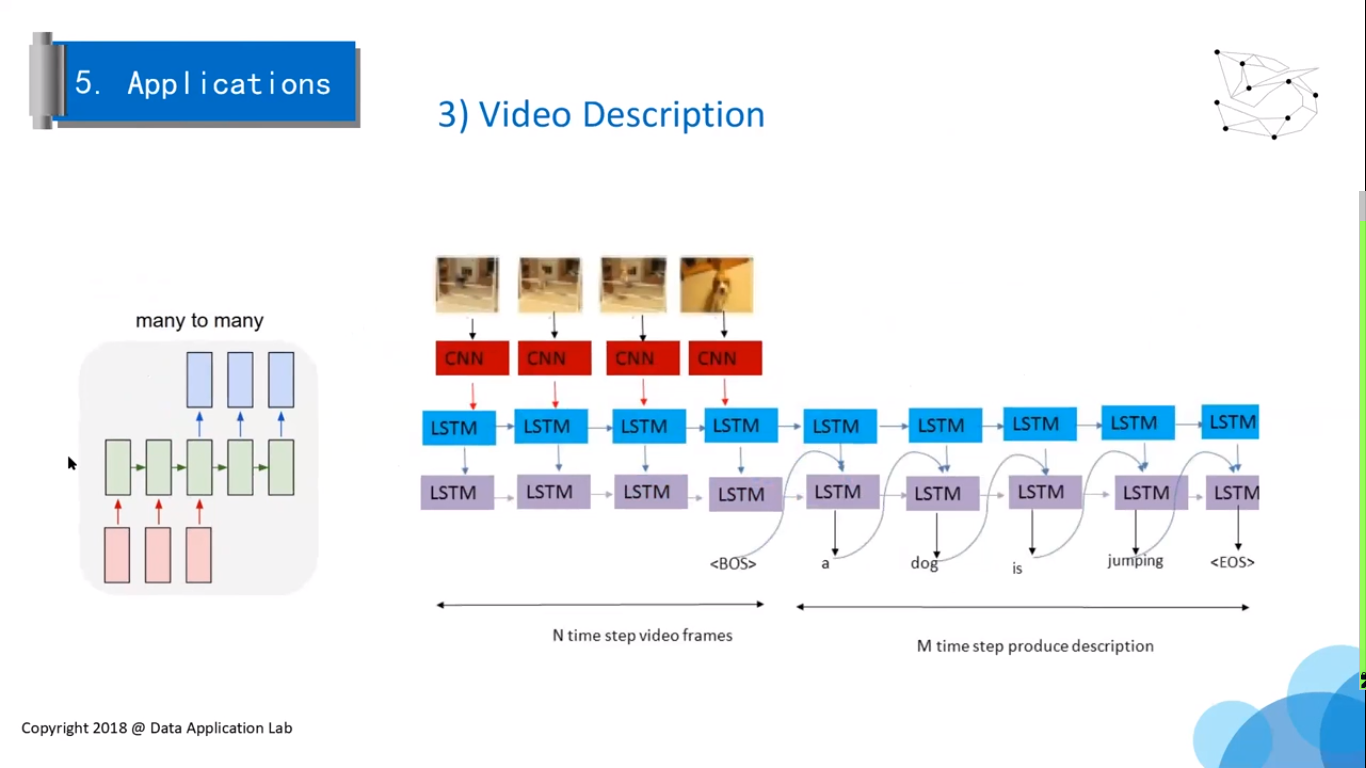 5. Applications
3) Video Description
many to many
CNN CNN CNN CNN
LSTM LSTM LSTM LSTM LSTM LSTM LSTM LSTM LSTM
LSTM LSTM LSTM LSTM LSTM LSTM LSTM LSTM LSTM
<BOS> a dog is jumping <EOS>
N time step video frames
M time step produce description
Copyright 2018 @ Data Application Lab